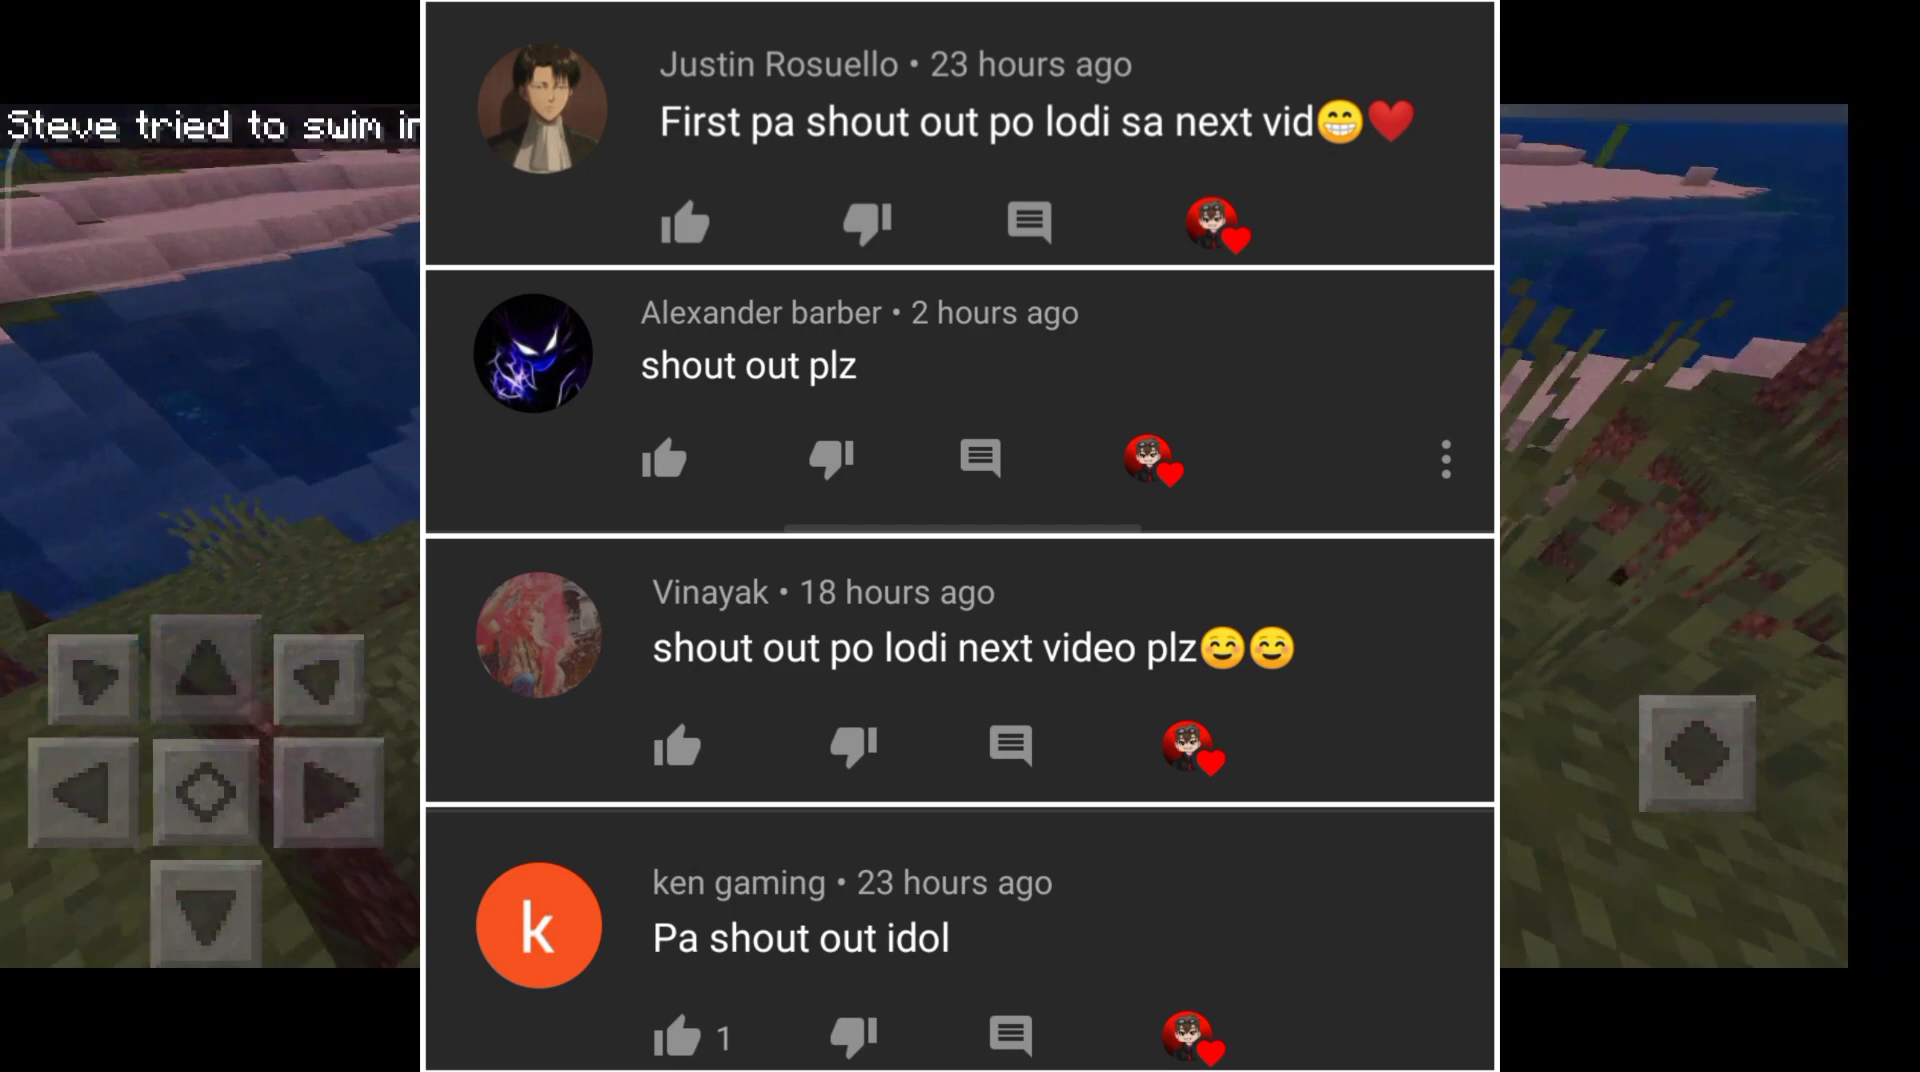 Steve tried to swim in
Justin Rosuello • 23 hours ago
First pa shout out po lodi sa next vid😁❤️
Alexander barber • 2 hours ago
shout out plz
Vinayak • 18 hours ago
shout out po lodi next video plz😊😊
k
ken gaming • 23 hours ago
Pa shout out idol
1